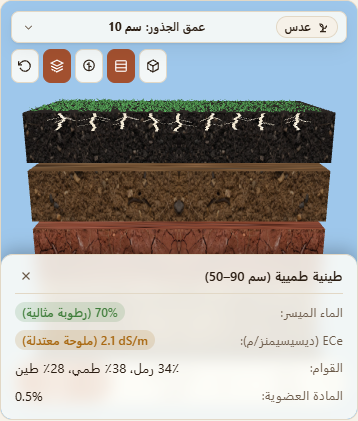 عدس
عمق الجذور: سم 10
طينية طميية (سم 90–50)
الماء الميسر: 70% (رطوبة مثالية)
ECe (ديسيسيمنز/م): 2.1 dS/m (ملوحة معتدلة)
القوام: 34٪ رمل، 38٪ طمي، 28٪ طين
المادة العضوية: 0.5%